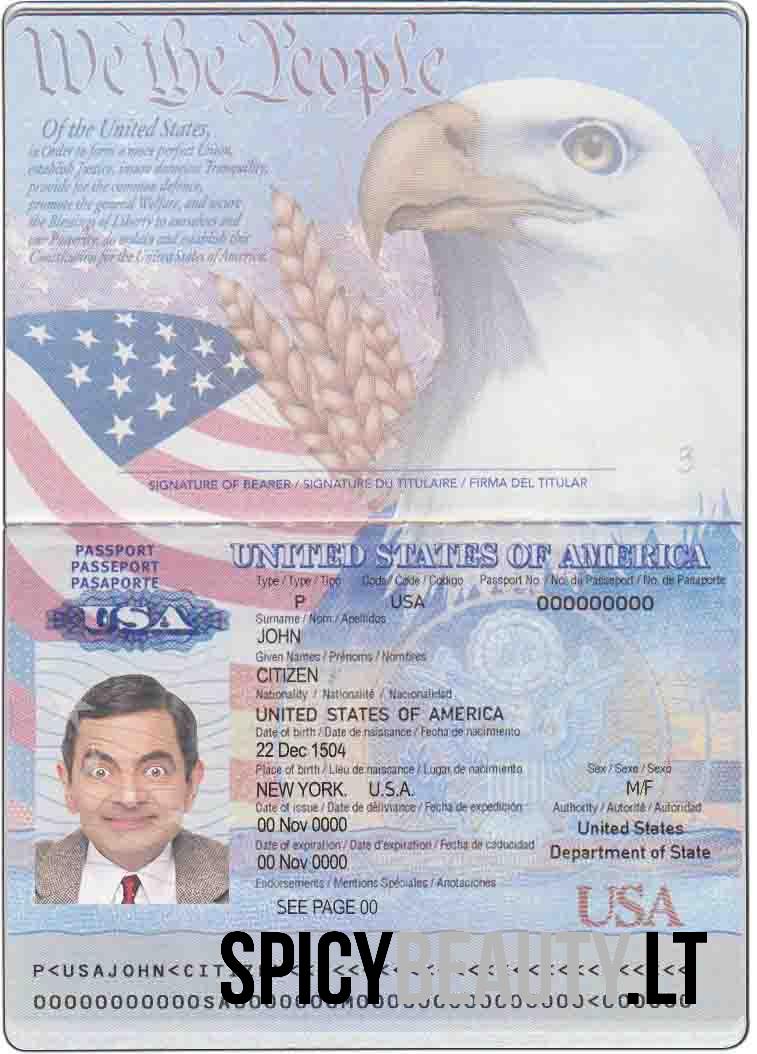 We the People
Of the United States,
in Order to form a more perfect Union,
establish Justice, insure domestic Tranquility,
provide for the common defence,
promote the general Welfare, and secure
the Blessings of Liberty to ourselves and
our Posterity, do ordain and establish this
Constitution for the United States of America.
3
SIGNATURE OF BEARER / SIGNATURE DU TITULAIRE / FIRMA DEL TITULAR
PASSPORT
PASSEPORT
PASAPORTE
USA
UNITED STATES OF AMERICA
Type / Type / Tipo Code / Code / Codigo Passport No. / No. du Passeport / No. de Pasaporte
P USA 000000000
Surname / Nom / Apellidos
JOHN
Given Names / Prénoms / Nombres
CITIZEN
Nationality / Nationalité / Nacionalidad
UNITED STATES OF AMERICA
Date of birth / Date de naissance / Fecha de nacimiento
22 Dec 1504
Place of birth / Lieu de naissance / Lugar de nacimiento Sex / Sexe / Sexo
NEW YORK. U.S.A. M/F
Date of issue / Date de délivrance / Fecha de expedición Authority / Autorité / Autoridad
00 Nov 0000 United States
Date of expiration / Date d'expiration / Fecha de caducidad Department of State
00 Nov 0000
Endorsements / Mentions Spéciales / Anotaciones
SEE PAGE 00
USA
SPICYBEAUTY.LT
P<USAJOHN<CIT